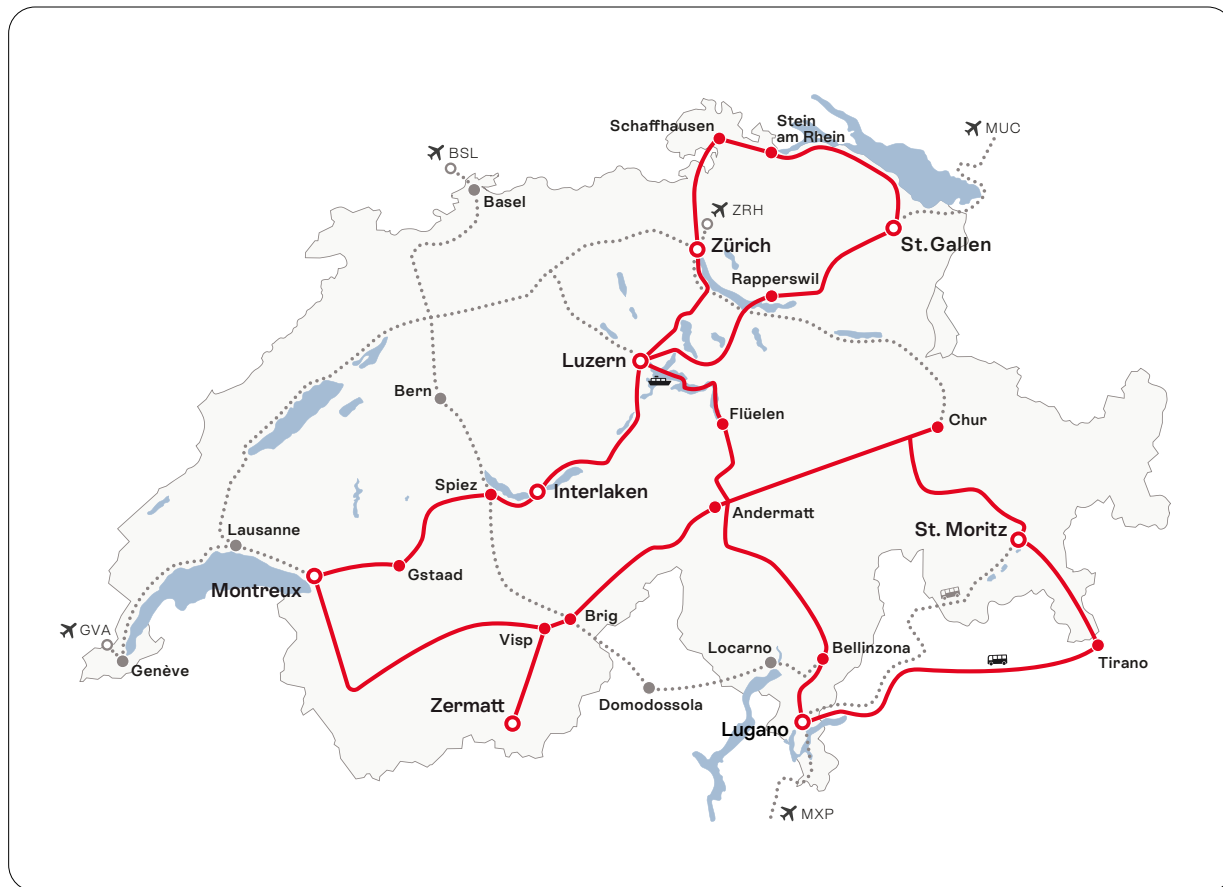 Schaffhausen
Stein
am Rhein
MUC
BSL
Basel
ZRH
Zürich
St. Gallen
Rapperswil
Luzern
Bern
Flüelen
Chur
Spiez
Interlaken
Andermatt
St. Moritz
Lausanne
Gstaad
Montreux
Brig
Visp
GVA
Genève
Locarno
Bellinzona
Tirano
Zermatt
Domodossola
Lugano
MXP